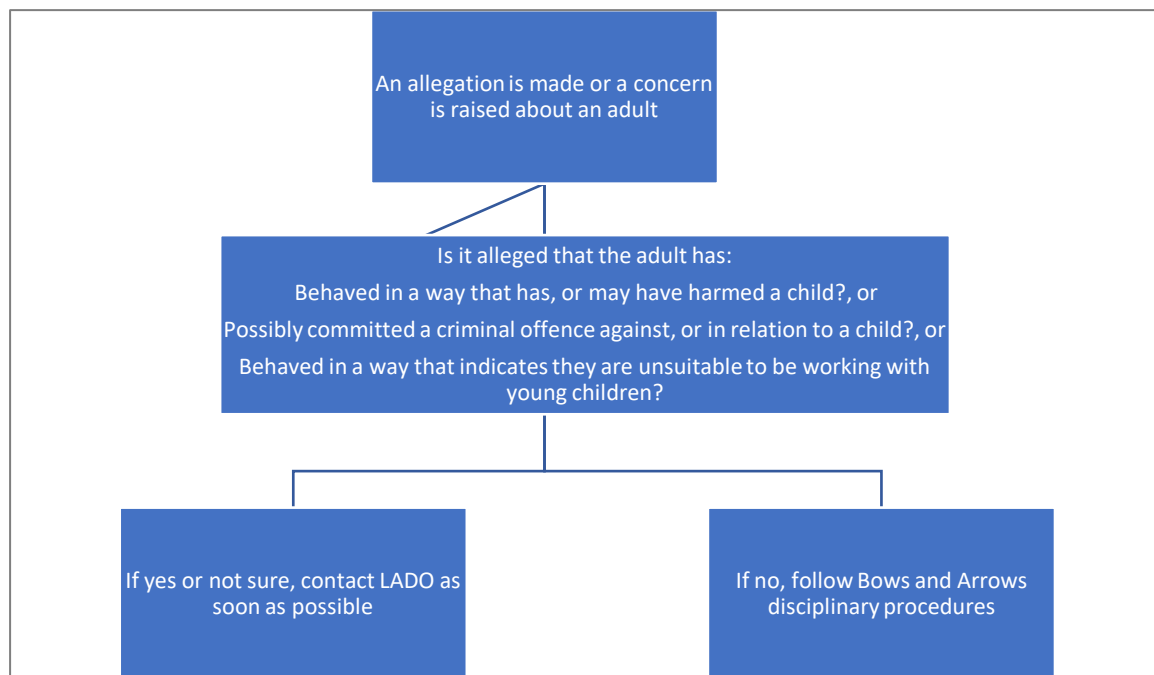 An allegation is made or a concern
is raised about an adult
Is it alleged that the adult has:
Behaved in a way that has, or may have harmed a child?, or
Possibly committed a criminal offence against, or in relation to a child?, or
Behaved in a way that indicates they are unsuitable to be working with
young children?
If yes or not sure, contact LADO as
soon as possible
If no, follow Bows and Arrows
disciplinary procedures